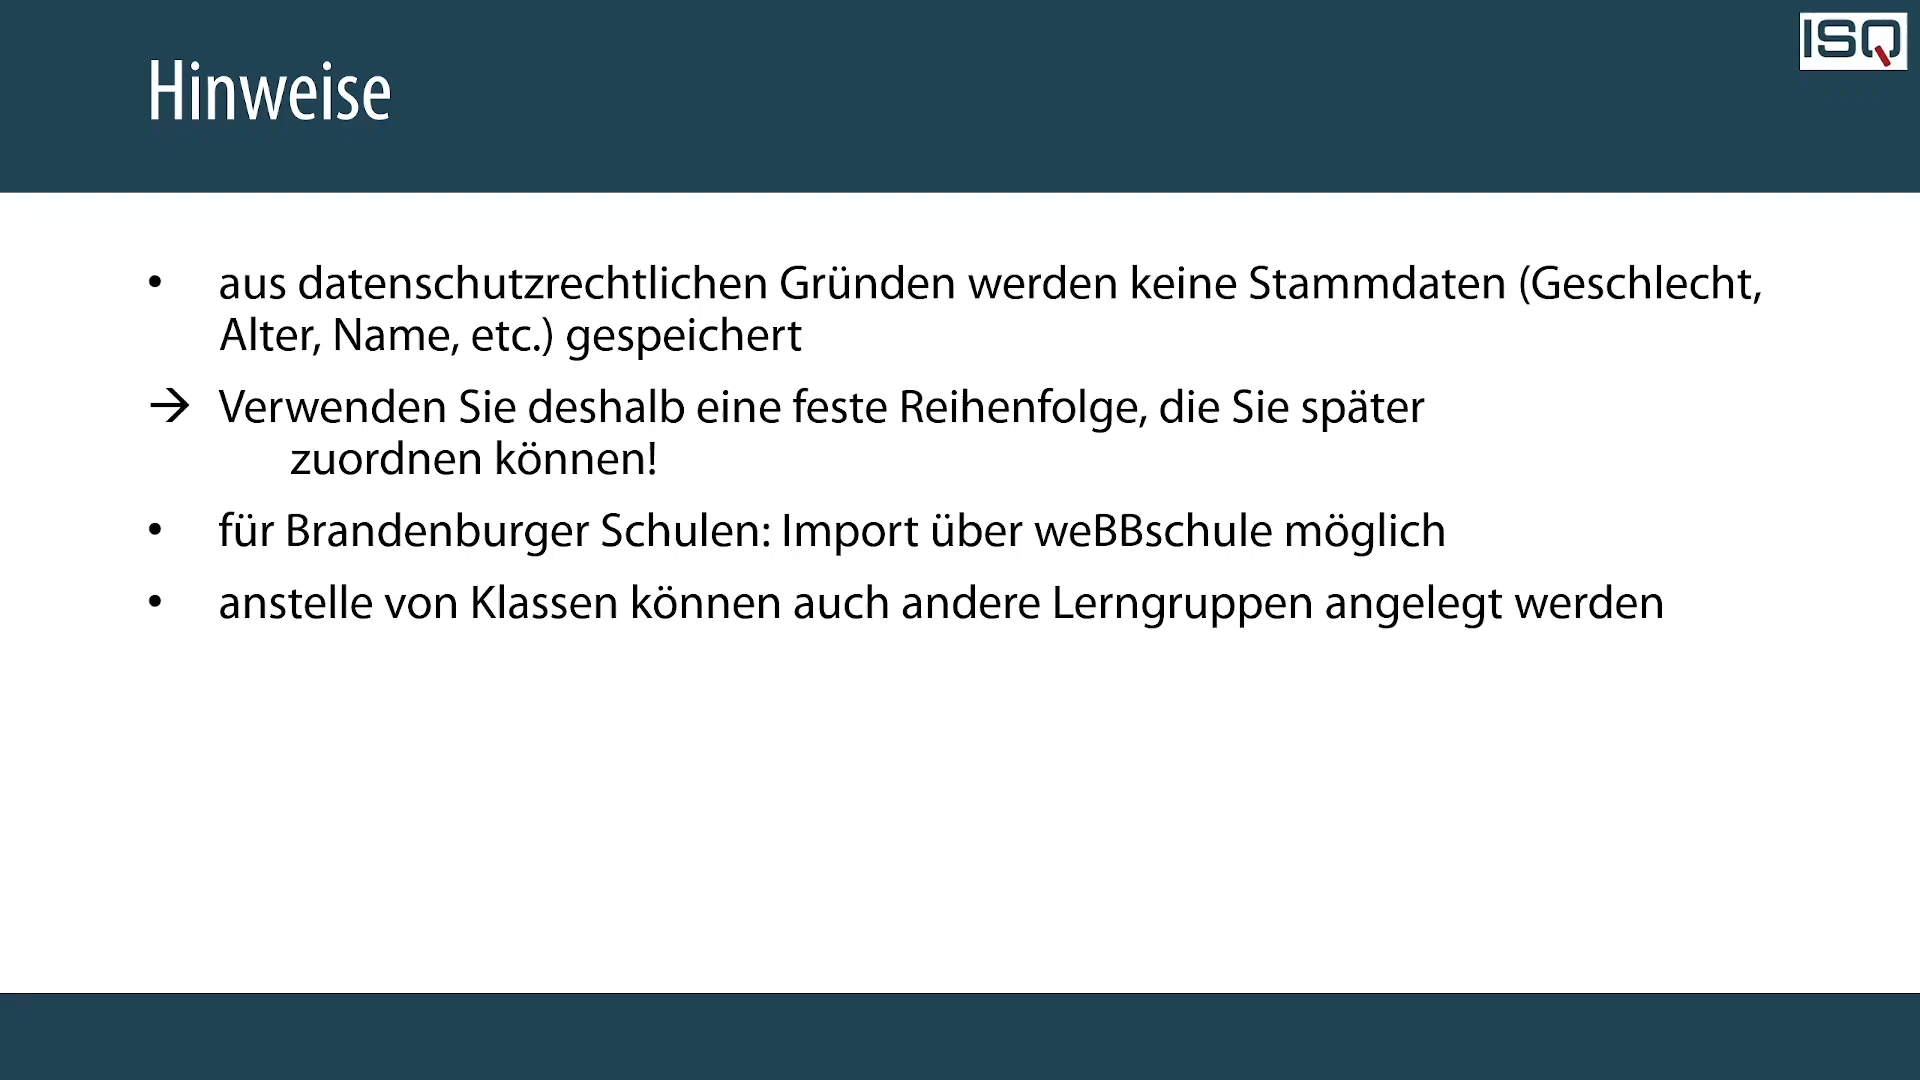 ISQ
Hinweise
• aus datenschutzrechtlichen Gründen werden keine Stammdaten (Geschlecht,
Alter, Name, etc.) gespeichert
→ Verwenden Sie deshalb eine feste Reihenfolge, die Sie später
zuordnen können!
• für Brandenburger Schulen: Import über weBBschule möglich
• anstelle von Klassen können auch andere Lerngruppen angelegt werden